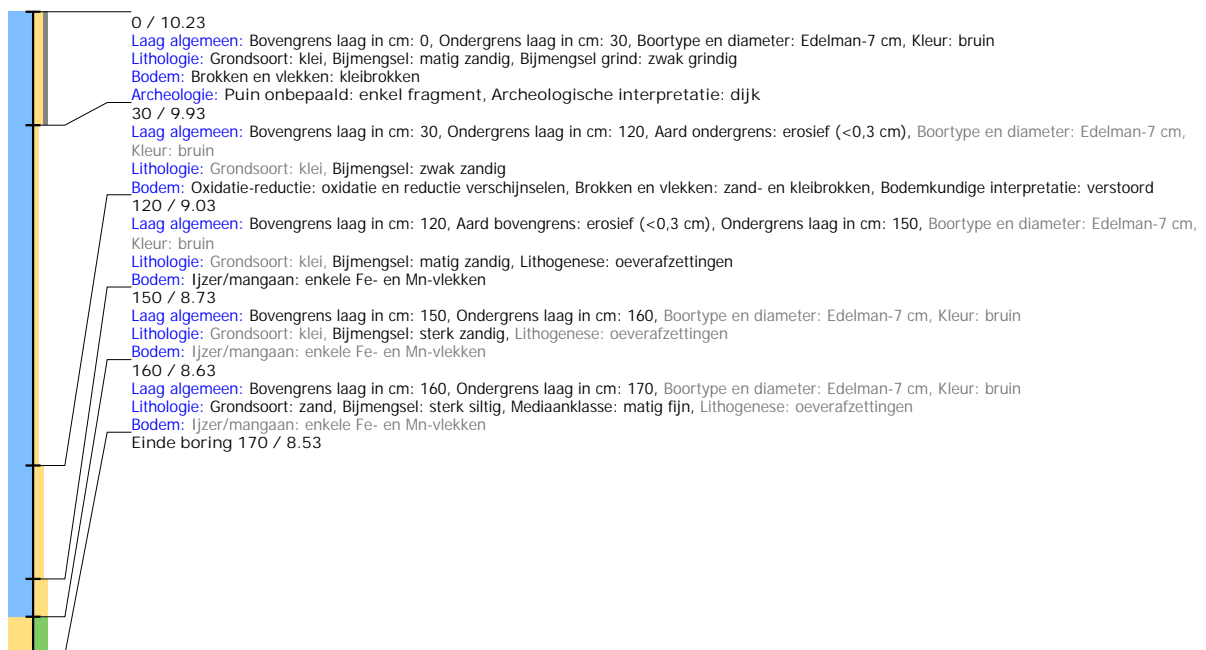 0 / 10.23
Laag algemeen: Bovengrens laag in cm: 0, Ondergrens laag in cm: 30, Boortype en diameter: Edelman-7 cm, Kleur: bruin
Lithologie: Grondsoort: klei, Bijmengsel: matig zandig, Bijmengsel grind: zwak grindig
Bodem: Brokken en vlekken: kleibrokken
Archeologie: Puin onbepaald: enkel fragment, Archeologische interpretatie: dijk
30 / 9.93
Laag algemeen: Bovengrens laag in cm: 30, Ondergrens laag in cm: 120, Aard ondergrens: erosief (<0,3 cm), Boortype en diameter: Edelman-7 cm,
Kleur: bruin
Lithologie: Grondsoort: klei, Bijmengsel: zwak zandig
Bodem: Oxidatie-reductie: oxidatie en reductie verschijnselen, Brokken en vlekken: zand- en kleibrokken, Bodemkundige interpretatie: verstoord
120 / 9.03
Laag algemeen: Bovengrens laag in cm: 120, Aard bovengrens: erosief (<0,3 cm), Ondergrens laag in cm: 150, Boortype en diameter: Edelman-7 cm,
Kleur: bruin
Lithologie: Grondsoort: klei, Bijmengsel: matig zandig, Lithogenese: oeverafzettingen
Bodem: Ijzer/mangaan: enkele Fe- en Mn-vlekken
150 / 8.73
Laag algemeen: Bovengrens laag in cm: 150, Ondergrens laag in cm: 160, Boortype en diameter: Edelman-7 cm, Kleur: bruin
Lithologie: Grondsoort: klei, Bijmengsel: sterk zandig, Lithogenese: oeverafzettingen
Bodem: Ijzer/mangaan: enkele Fe- en Mn-vlekken
160 / 8.63
Laag algemeen: Bovengrens laag in cm: 160, Ondergrens laag in cm: 170, Boortype en diameter: Edelman-7 cm, Kleur: bruin
Lithologie: Grondsoort: zand, Bijmengsel: sterk siltig, Mediaanklasse: matig fijn, Lithogenese: oeverafzettingen
Bodem: Ijzer/mangaan: enkele Fe- en Mn-vlekken
Einde boring 170 / 8.53